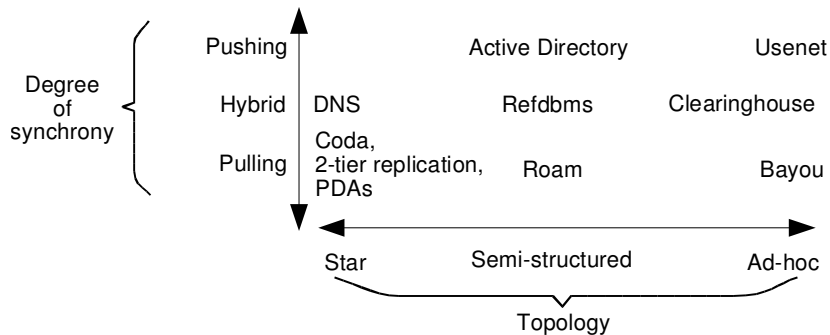 Pushing Active Directory Usenet
Degree
of
synchrony
Hybrid DNS Refdbms Clearinghouse
Coda,
2-tier replication,
PDAs
Pulling Roam Bayou
Star Semi-structured Ad-hoc
Topology